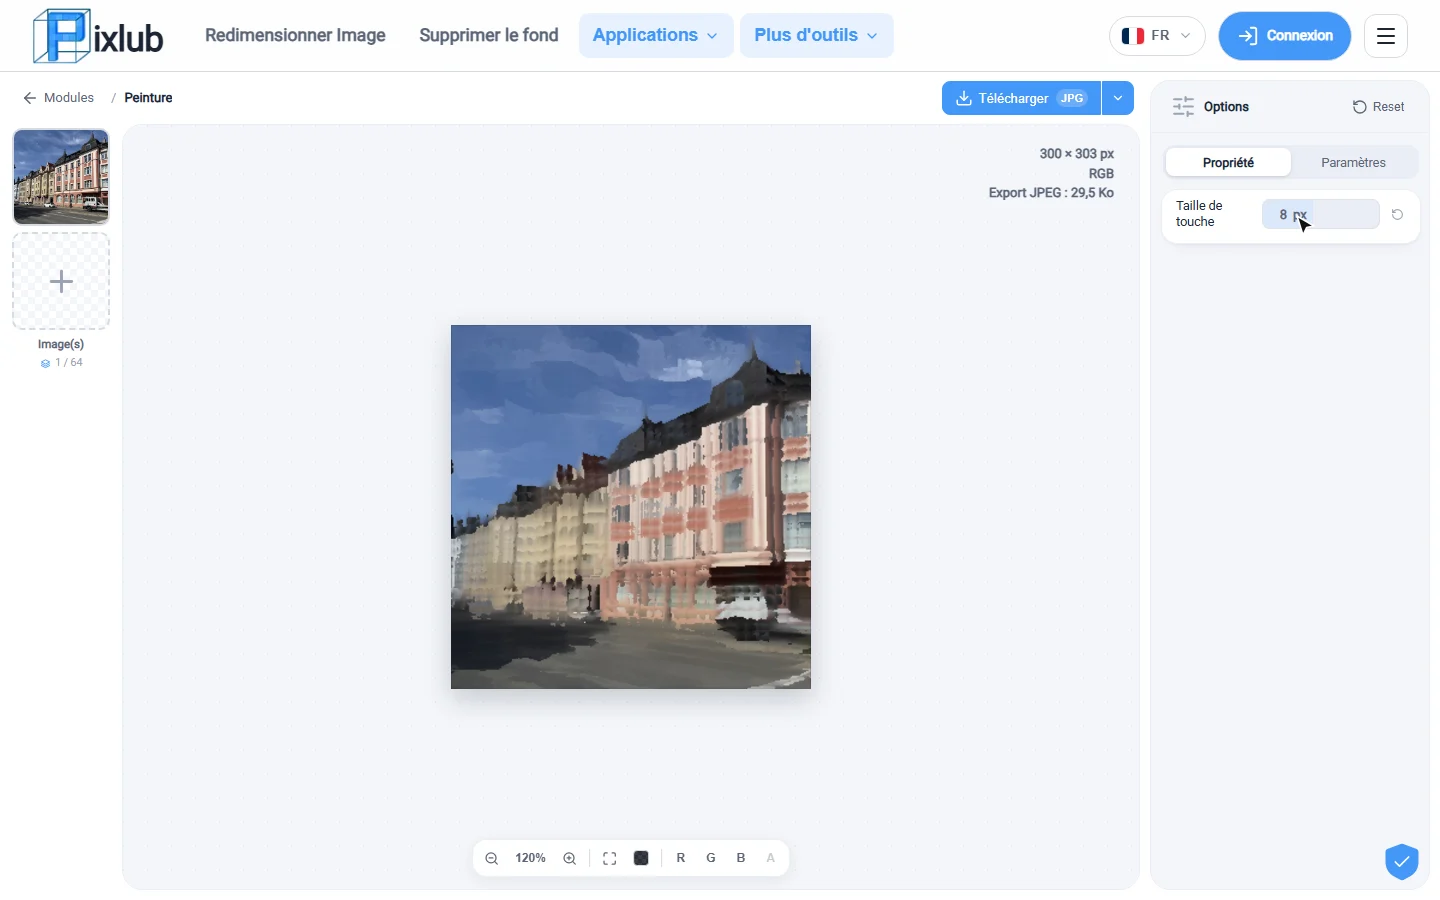 Pixlub
Redimensionner Image
Supprimer le fond
Applications
Plus d'outils
FR
Connexion
Modules / Peinture
Télécharger JPG
Options
Reset
300 × 303 px
RGB
Export JPEG : 29,5 Ko
Propriété
Paramètres
Taille de
touche
8 px
Image(s)
1 / 64
120%
R G B A